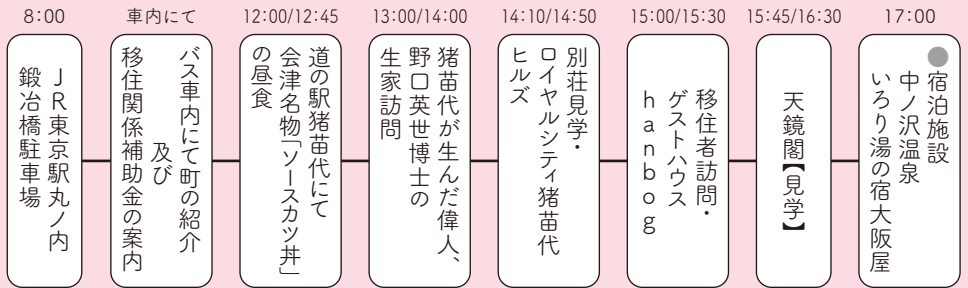 8:00
JR東京駅丸ノ内
鍛冶橋駐車場
車内にて
バス車内にて町の紹介
及び
移住関係補助金の案内
12:00/12:45
道の駅猪苗代にて
会津名物「ソースカツ丼」
の昼食
13:00/14:00
猪苗代が生んだ偉人、
野口英世博士の
生家訪問
14:10/14:50
別荘見学・
ロイヤルシティ猪苗代
ヒルズ
15:00/15:30
移住者訪問・
ゲストハウス
hanbog
15:45/16:30
天鏡閣【見学】
17:00
●宿泊施設
中ノ沢温泉
いろり湯の宿大阪屋